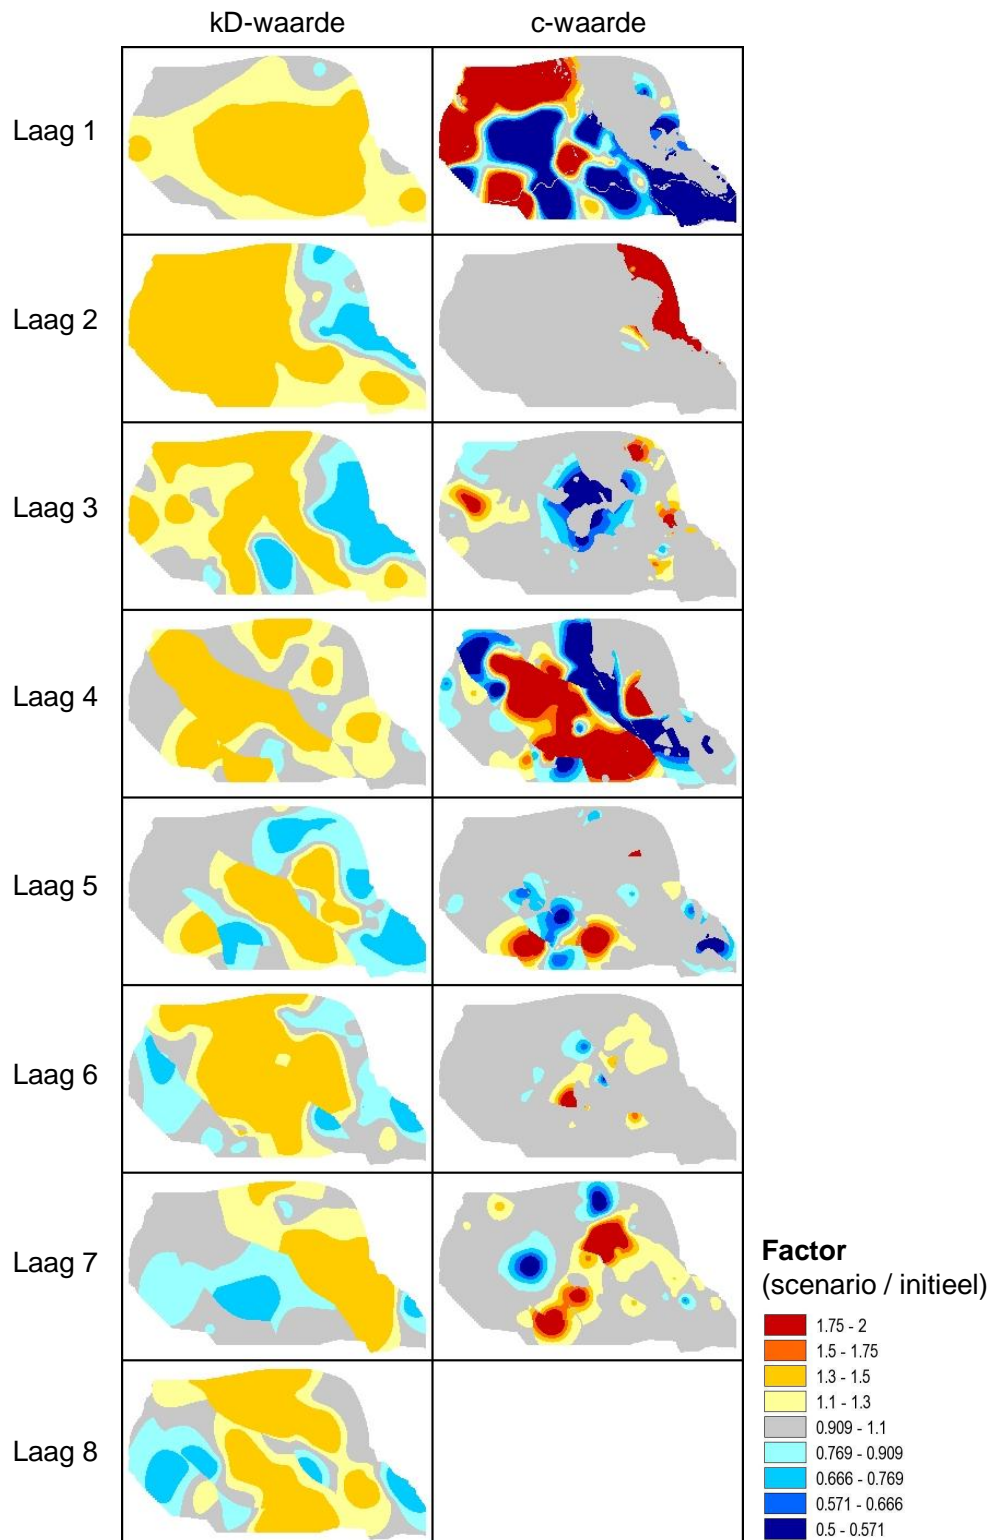 kD-waarde
c-waarde
Laag 1
Laag 2
Laag 3
Laag 4
Laag 5
Laag 6
Laag 7
Laag 8
Factor
(scenario / initieel)
1.75 - 2
1.5 - 1.75
1.3 - 1.5
1.1 - 1.3
0.909 - 1.1
0.769 - 0.909
0.666 - 0.769
0.571 - 0.666
0.5 - 0.571